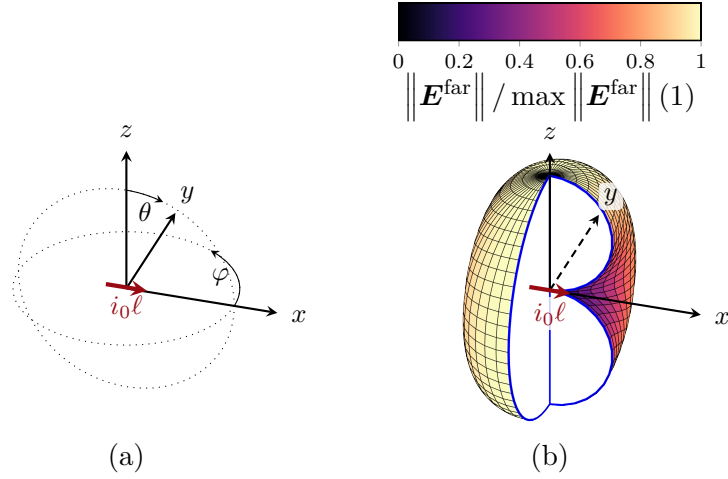 0 0.2 0.4 0.6 0.8 1
‖E^far‖ / max ‖E^far‖ (1)
z
y
θ
φ
i₀ℓ
x
(a)
z
y
i₀ℓ
x
(b)